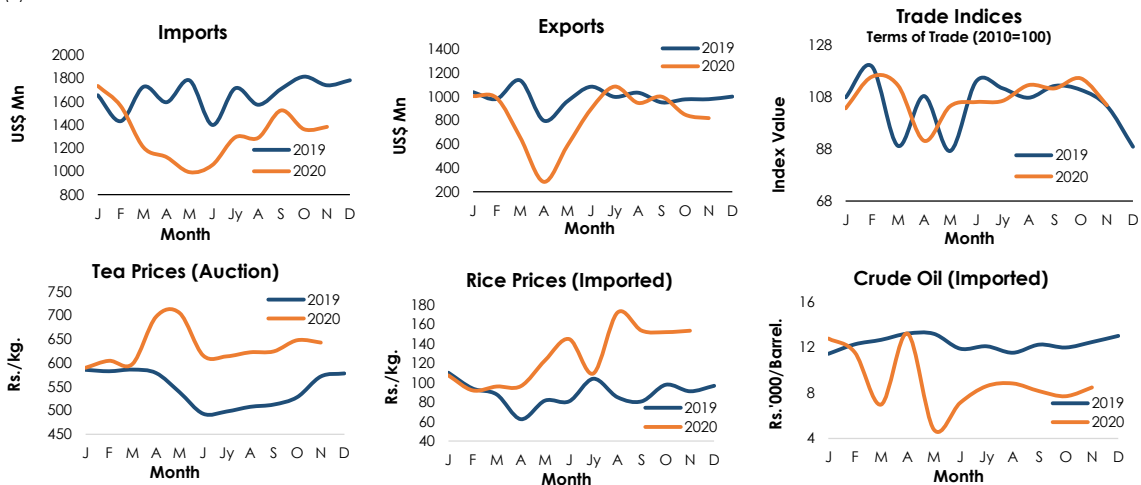 Imports
US$ Mn
2000
1800
1600
1400
1200
1000
800
2019
2020
J F M A M J Jy A S O N D
Month
Exports
US$ Mn
1400
1200
1000
800
600
400
200
2019
2020
J F M A M J Jy A S O N D
Month
Trade Indices
Terms of Trade (2010=100)
Index Value
128
108
88
68
2019
2020
J F M A M J Jy A S O N D
Month
Tea Prices (Auction)
Rs./kg.
750
700
650
600
550
500
450
2019
2020
J F M A M J Jy A S O N D
Month
Rice Prices (Imported)
Rs./kg.
180
160
140
120
100
80
60
40
2019
2020
J F M A M J Jy A S O N D
Month
Crude Oil (Imported)
Rs.'000/Barrel.
16
12
8
4
2019
2020
J F M A M J Jy A S O N D
Month